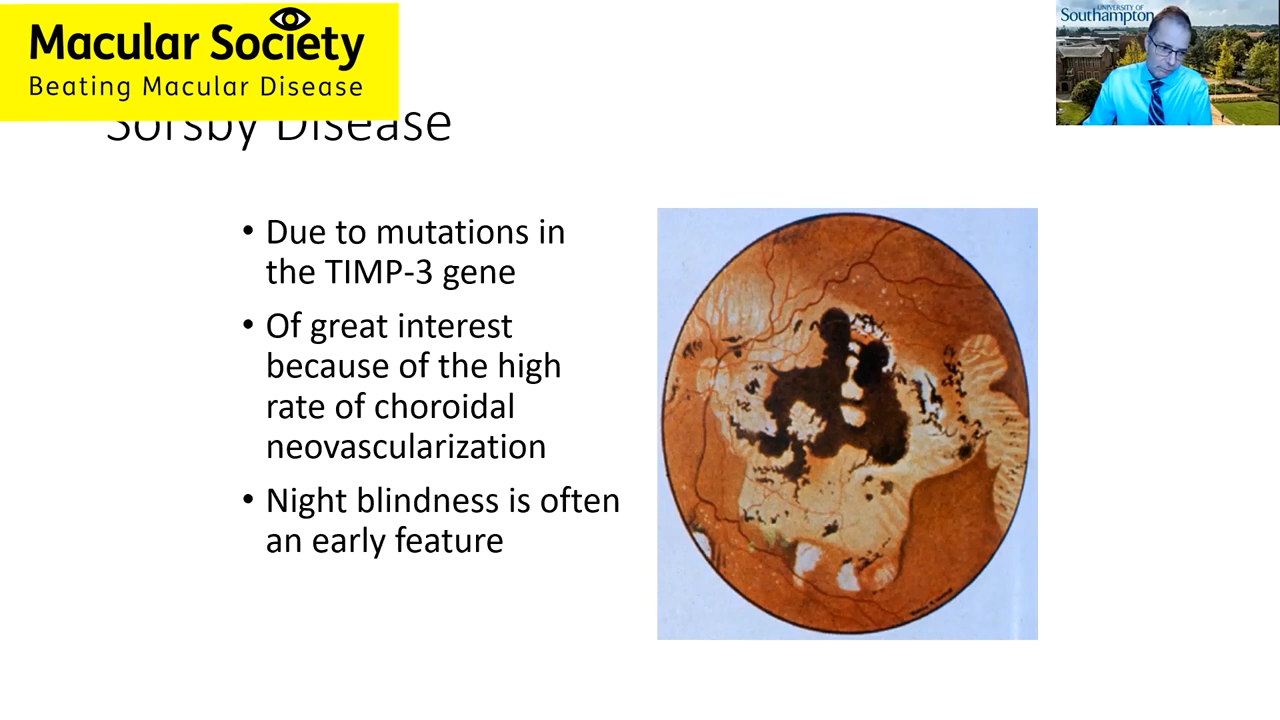 Macular Society
Beating Macular Disease
UNIVERSITY OF
Southampton
Sorsby Disease
• Due to mutations in
the TIMP-3 gene
• Of great interest
because of the high
rate of choroidal
neovascularization
• Night blindness is often
an early feature